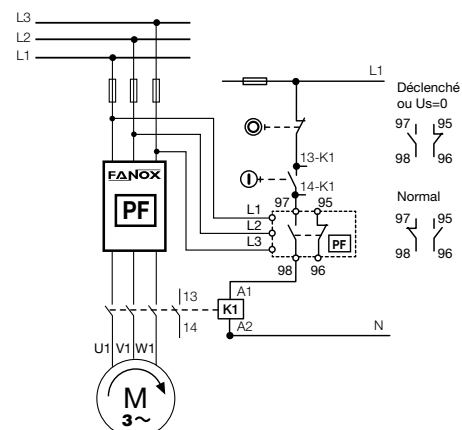 L3
L2
L1
L1
Déclenché
ou Us=0
97 95
98 96
13-K1
14-K1
FANOX
PF
97 95
L1
L2
L3
PF
98 96
Normal
97 95
98 96
13
14
A1
K1
A2
N
U1 V1 W1
M
3~